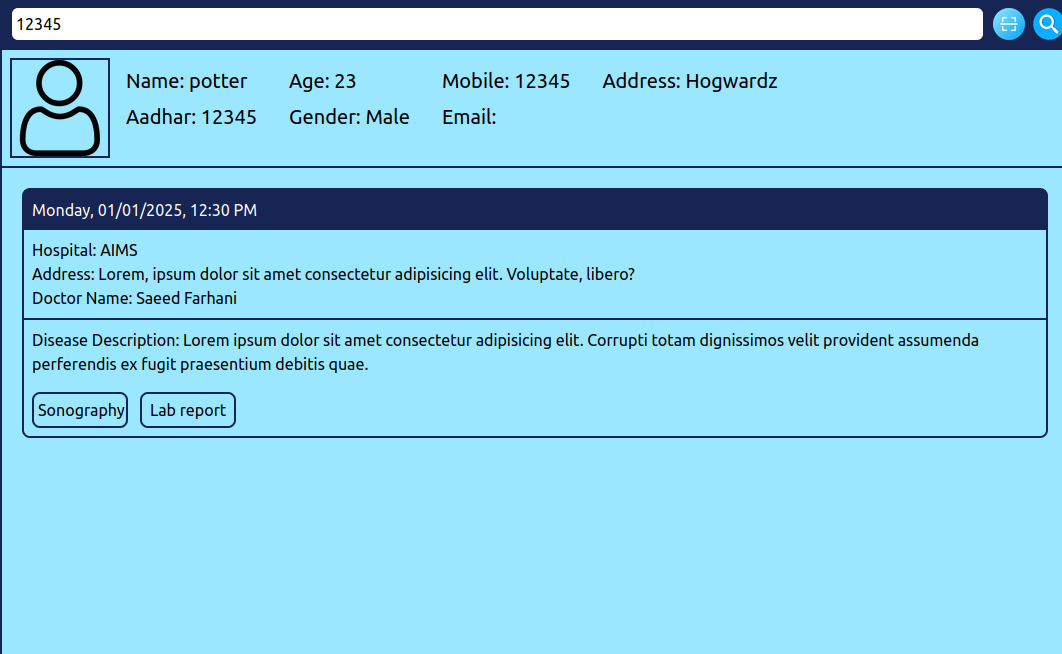 12345
Name: potter Age: 23 Mobile: 12345 Address: Hogwardz
Aadhar: 12345 Gender: Male Email:
Monday, 01/01/2025, 12:30 PM
Hospital: AIMS
Address: Lorem, ipsum dolor sit amet consectetur adipisicing elit. Voluptate, libero?
Doctor Name: Saeed Farhani
Disease Description: Lorem ipsum dolor sit amet consectetur adipisicing elit. Corrupti totam dignissimos velit provident assumenda
perferendis ex fugit praesentium debitis quae.
Sonography Lab report